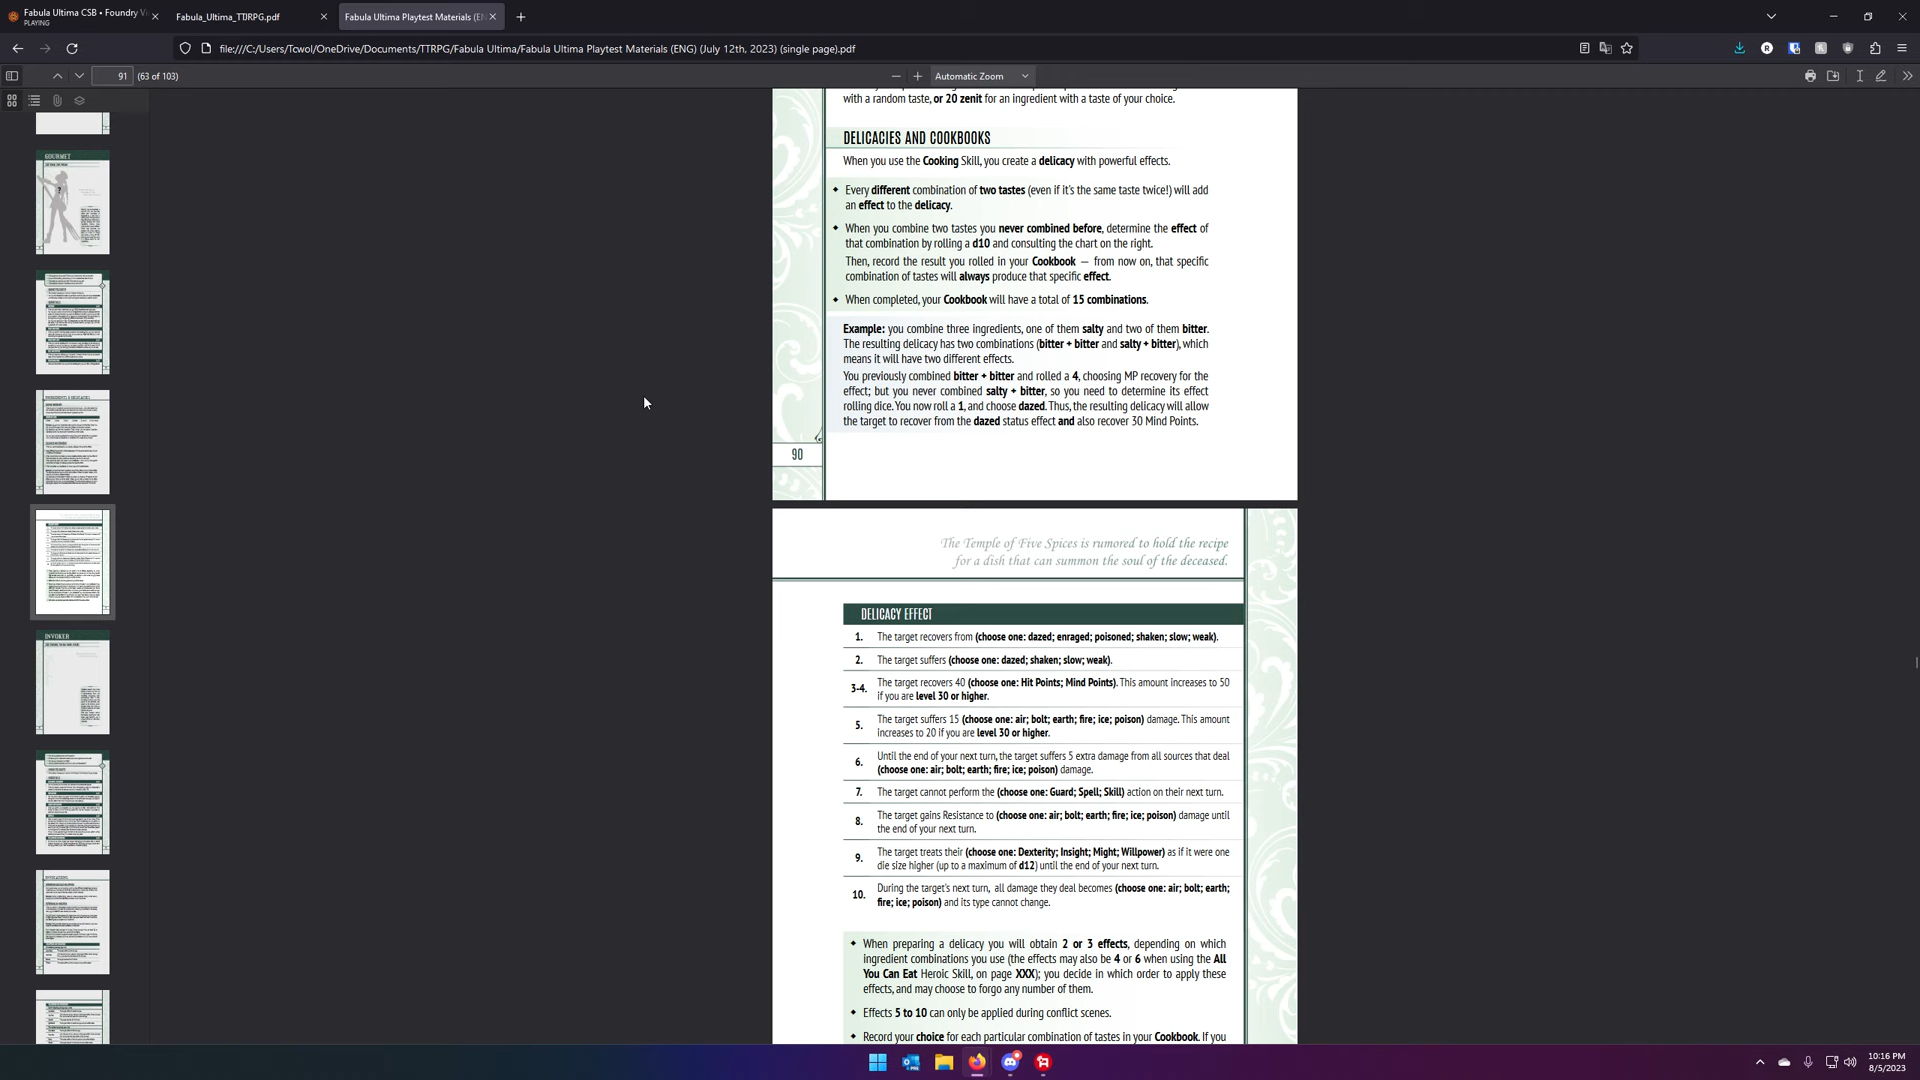 Fabula Ultima CSB • Foundry V
PLAYING
Fabula_Ultima_TTJRPG.pdf
Fabula Ultima Playtest Materials (EN
file:///C:/Users/Tcwol/OneDrive/Documents/TTRPG/Fabula Ultima/Fabula Ultima Playtest Materials (ENG) (July 12th, 2023) (single page).pdf
91
(63 of 103)
Automatic Zoom
with a random taste, or 20 zenit for an ingredient with a taste of your choice.
DELICACIES AND COOKBOOKS
When you use the Cooking Skill, you create a delicacy with powerful effects.
Every different combination of two tastes (even if it's the same taste twice!) will add
an effect to the delicacy.
When you combine two tastes you never combined before, determine the effect of
that combination by rolling a d10 and consulting the chart on the right.
Then, record the result you rolled in your Cookbook — from now on, that specific
combination of tastes will always produce that specific effect.
When completed, your Cookbook will have a total of 15 combinations.
Example: you combine three ingredients, one of them salty and two of them bitter.
The resulting delicacy has two combinations (bitter + bitter and salty + bitter), which
means it will have two different effects.
You previously combined bitter + bitter and rolled a 4, choosing MP recovery for the
effect; but you never combined salty + bitter, so you need to determine its effect
rolling dice. You now roll a 1, and choose dazed. Thus, the resulting delicacy will allow
the target to recover from the dazed status effect and also recover 30 Mind Points.
90
The Temple of Five Spices is rumored to hold the recipe
for a dish that can summon the soul of the deceased.
DELICACY EFFECT
1. The target recovers from (choose one: dazed; enraged; poisoned; shaken; slow; weak).
2. The target suffers (choose one: dazed; shaken; slow; weak).
3-4. The target recovers 40 (choose one: Hit Points; Mind Points). This amount increases to 50
if you are level 30 or higher.
5. The target suffers 15 (choose one: air; bolt; earth; fire; ice; poison) damage. This amount
increases to 20 if you are level 30 or higher.
6. Until the end of your next turn, the target suffers 5 extra damage from all sources that deal
(choose one: air; bolt; earth; fire; ice; poison) damage.
7. The target cannot perform the (choose one: Guard; Spell; Skill) action on their next turn.
8. The target gains Resistance to (choose one: air; bolt; earth; fire; ice; poison) damage until
the end of your next turn.
9. The target treats their (choose one: Dexterity; Insight; Might; Willpower) as if it were one
die size higher (up to a maximum of d12) until the end of your next turn.
10. During the target's next turn, all damage they deal becomes (choose one: air; bolt; earth;
fire; ice; poison) and its type cannot change.
When preparing a delicacy you will obtain 2 or 3 effects, depending on which
ingredient combinations you use (the effects may also be 4 or 6 when using the All
You Can Eat Heroic Skill, on page XXX); you decide in which order to apply these
effects, and may choose to forgo any number of them.
Effects 5 to 10 can only be applied during conflict scenes.
Record your choice for each particular combination of tastes in your Cookbook. If you
GOURMET
INVOKER
10:16 PM
8/5/2023